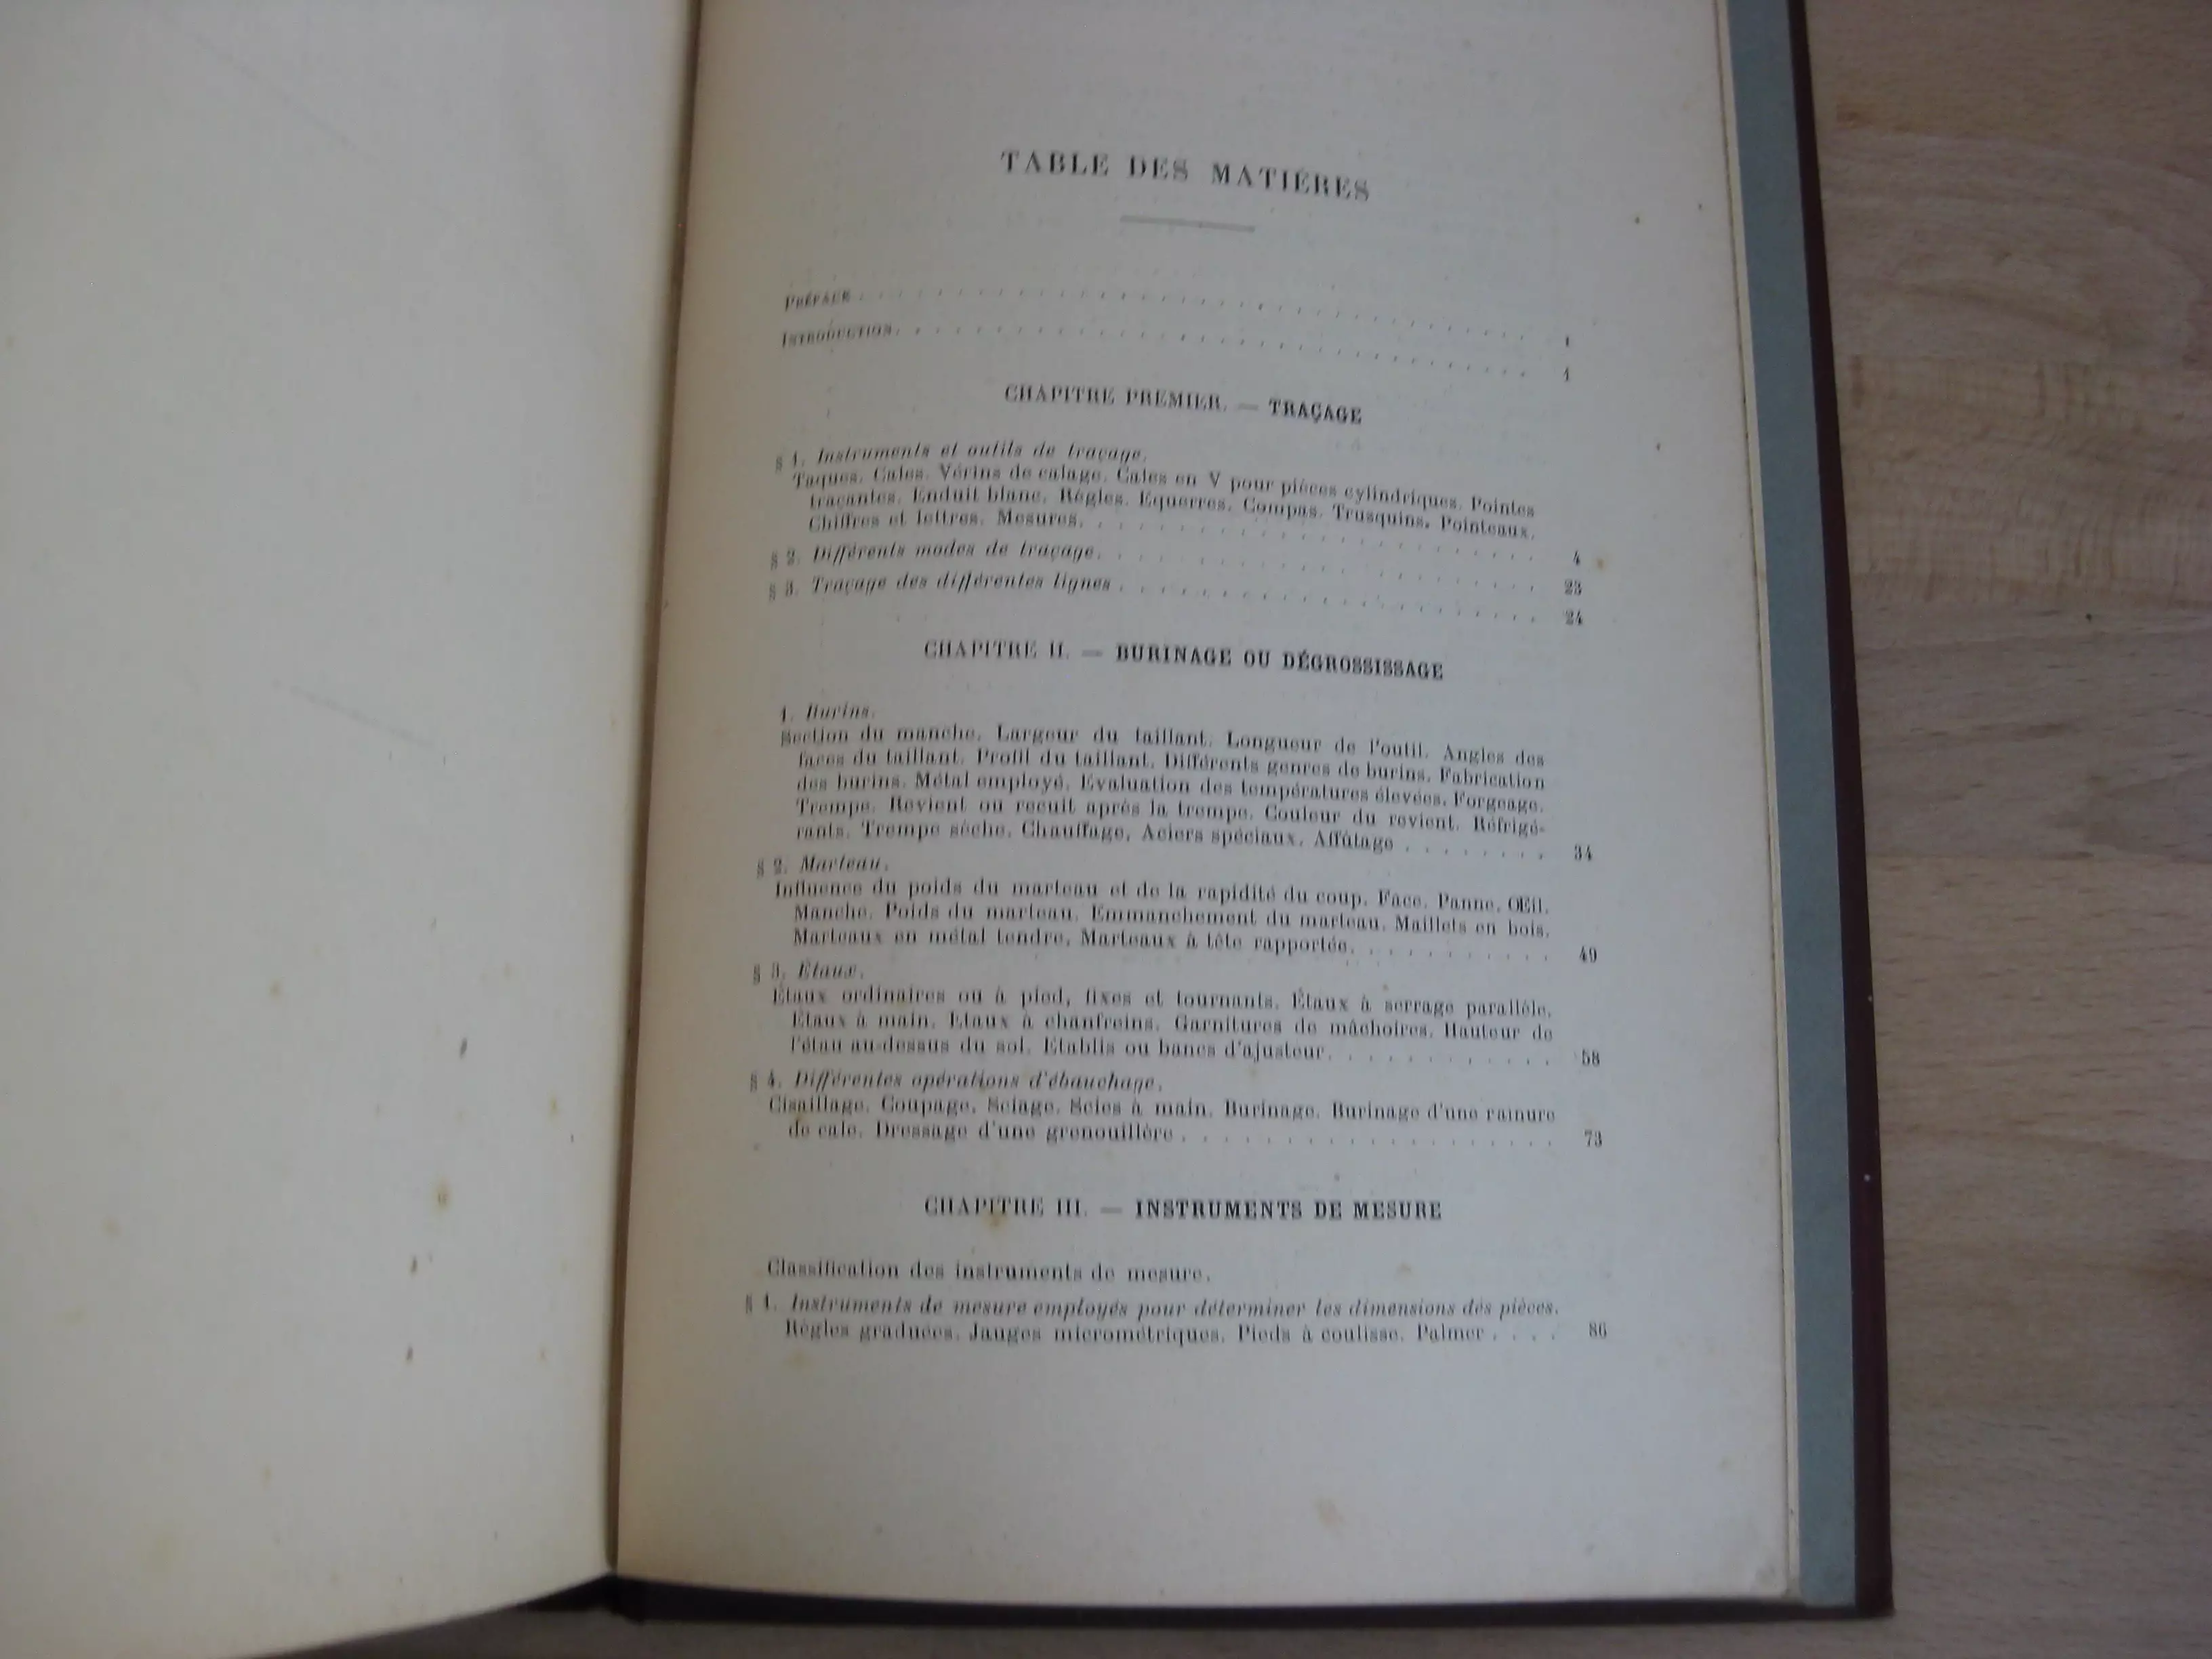 TABLE DES MATIÈRES
PRÉFACE . . . . . . . . . . I
INTRODUCTION. . . . . . . . . . 1
CHAPITRE PREMIER. — TRAÇAGE
§ 1. Instruments et outils de traçage.
Taques. Cales. Vérins de calage. Cales en V pour pièces cylindriques. Pointes
traçantes. Enduit blanc. Règles. Équerres. Compas. Trusquins. Pointeaux.
Chiffres et lettres. Mesures. . . . . . . . . . 4
§ 2. Différents modes de traçage. . . . . . . . . . 23
§ 3. Traçage des différentes lignes . . . . . . . . . . 24
CHAPITRE II. — BURINAGE OU DÉGROSSISSAGE
1. Burins.
Section du manche. Largeur du taillant. Longueur de l'outil. Angles des
faces du taillant. Profil du taillant. Différents genres de burins. Fabrication
des burins. Métal employé. Évaluation des températures élevées. Forgeage.
Trempe. Revient ou recuit après la trempe. Couleur du revient. Réfrigé-
rants. Trempe sèche. Chauffage. Aciers spéciaux. Affûtage . . . . . . . . 34
§ 2. Marteau.
Influence du poids du marteau et de la rapidité du coup. Face. Panne. Œil.
Manche. Poids du marteau. Emmanchement du marteau. Maillets en bois.
Marteaux en métal tendre. Marteaux à tête rapportée. . . . . . . . . . 49
§ 3. Étaux.
Étaux ordinaires ou à pied, fixes et tournants. Étaux à serrage parallèle.
Étaux à main. Étaux à chanfreins. Garnitures de mâchoires. Hauteur de
l'étau au-dessus du sol. Établis ou bancs d'ajusteur. . . . . . . . . . 58
§ 4. Différentes opérations d'ébauchage.
Cisaillage. Coupage. Sciage. Scies à main. Burinage. Burinage d'une rainure
de cale. Dressage d'une grenouillère . . . . . . . . . . 73
CHAPITRE III. — INSTRUMENTS DE MESURE
Classification des instruments de mesure.
§ 1. Instruments de mesure employés pour déterminer les dimensions des pièces.
Règles graduées. Jauges micrométriques. Pieds à coulisse. Palmer . . . . 86